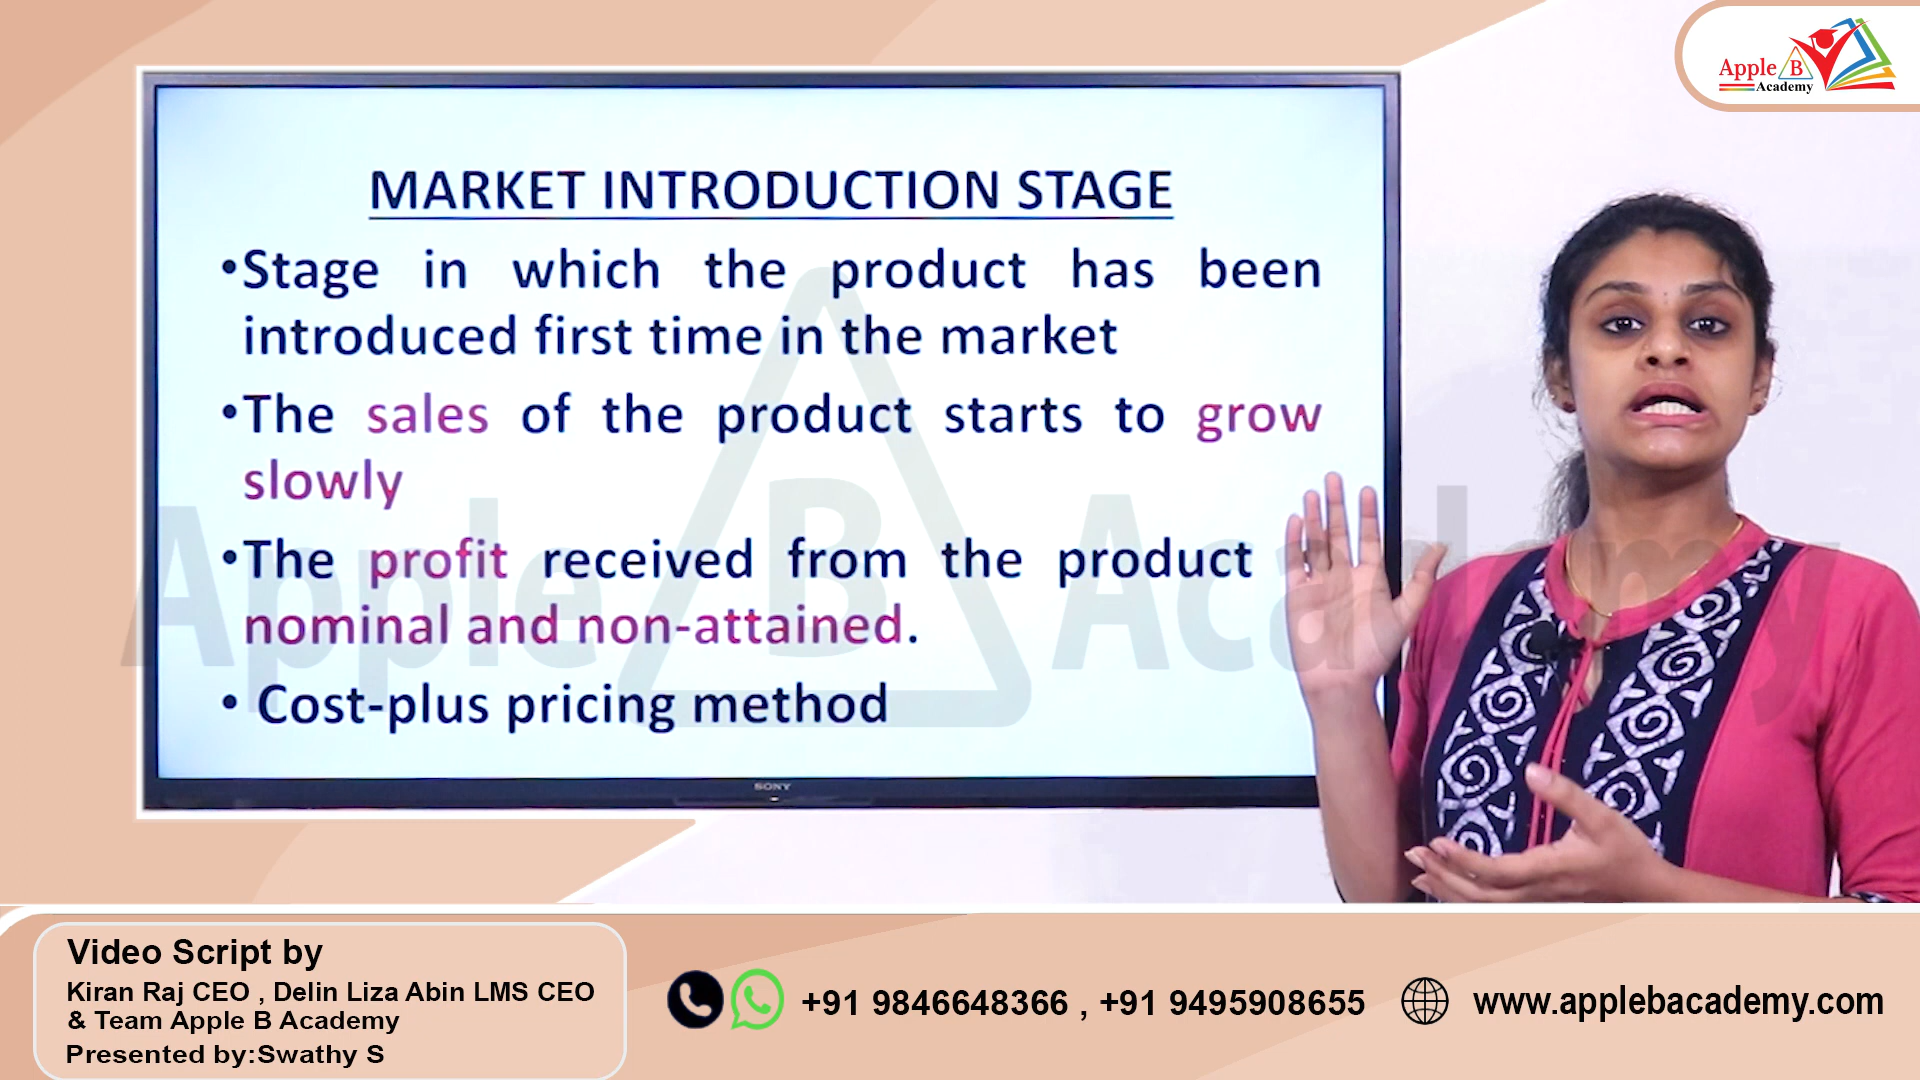 Apple B
Academy
MARKET INTRODUCTION STAGE
•Stage in which the product has been
introduced first time in the market
•The sales of the product starts to grow
slowly
•The profit received from the product
nominal and non-attained.
• Cost-plus pricing method
Apple B Academy
SONY
Video Script by
Kiran Raj CEO , Delin Liza Abin LMS CEO
& Team Apple B Academy
Presented by:Swathy S
+91 9846648366 , +91 9495908655
www.applebacademy.com